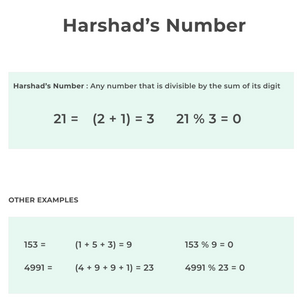 Harshad's Number
Harshad's Number : Any number that is divisible by the sum of its digit
21 = (2 + 1) = 3 21 % 3 = 0
OTHER EXAMPLES
153 = (1 + 5 + 3) = 9 153 % 9 = 0
4991 = (4 + 9 + 9 + 1) = 23 4991 % 23 = 0